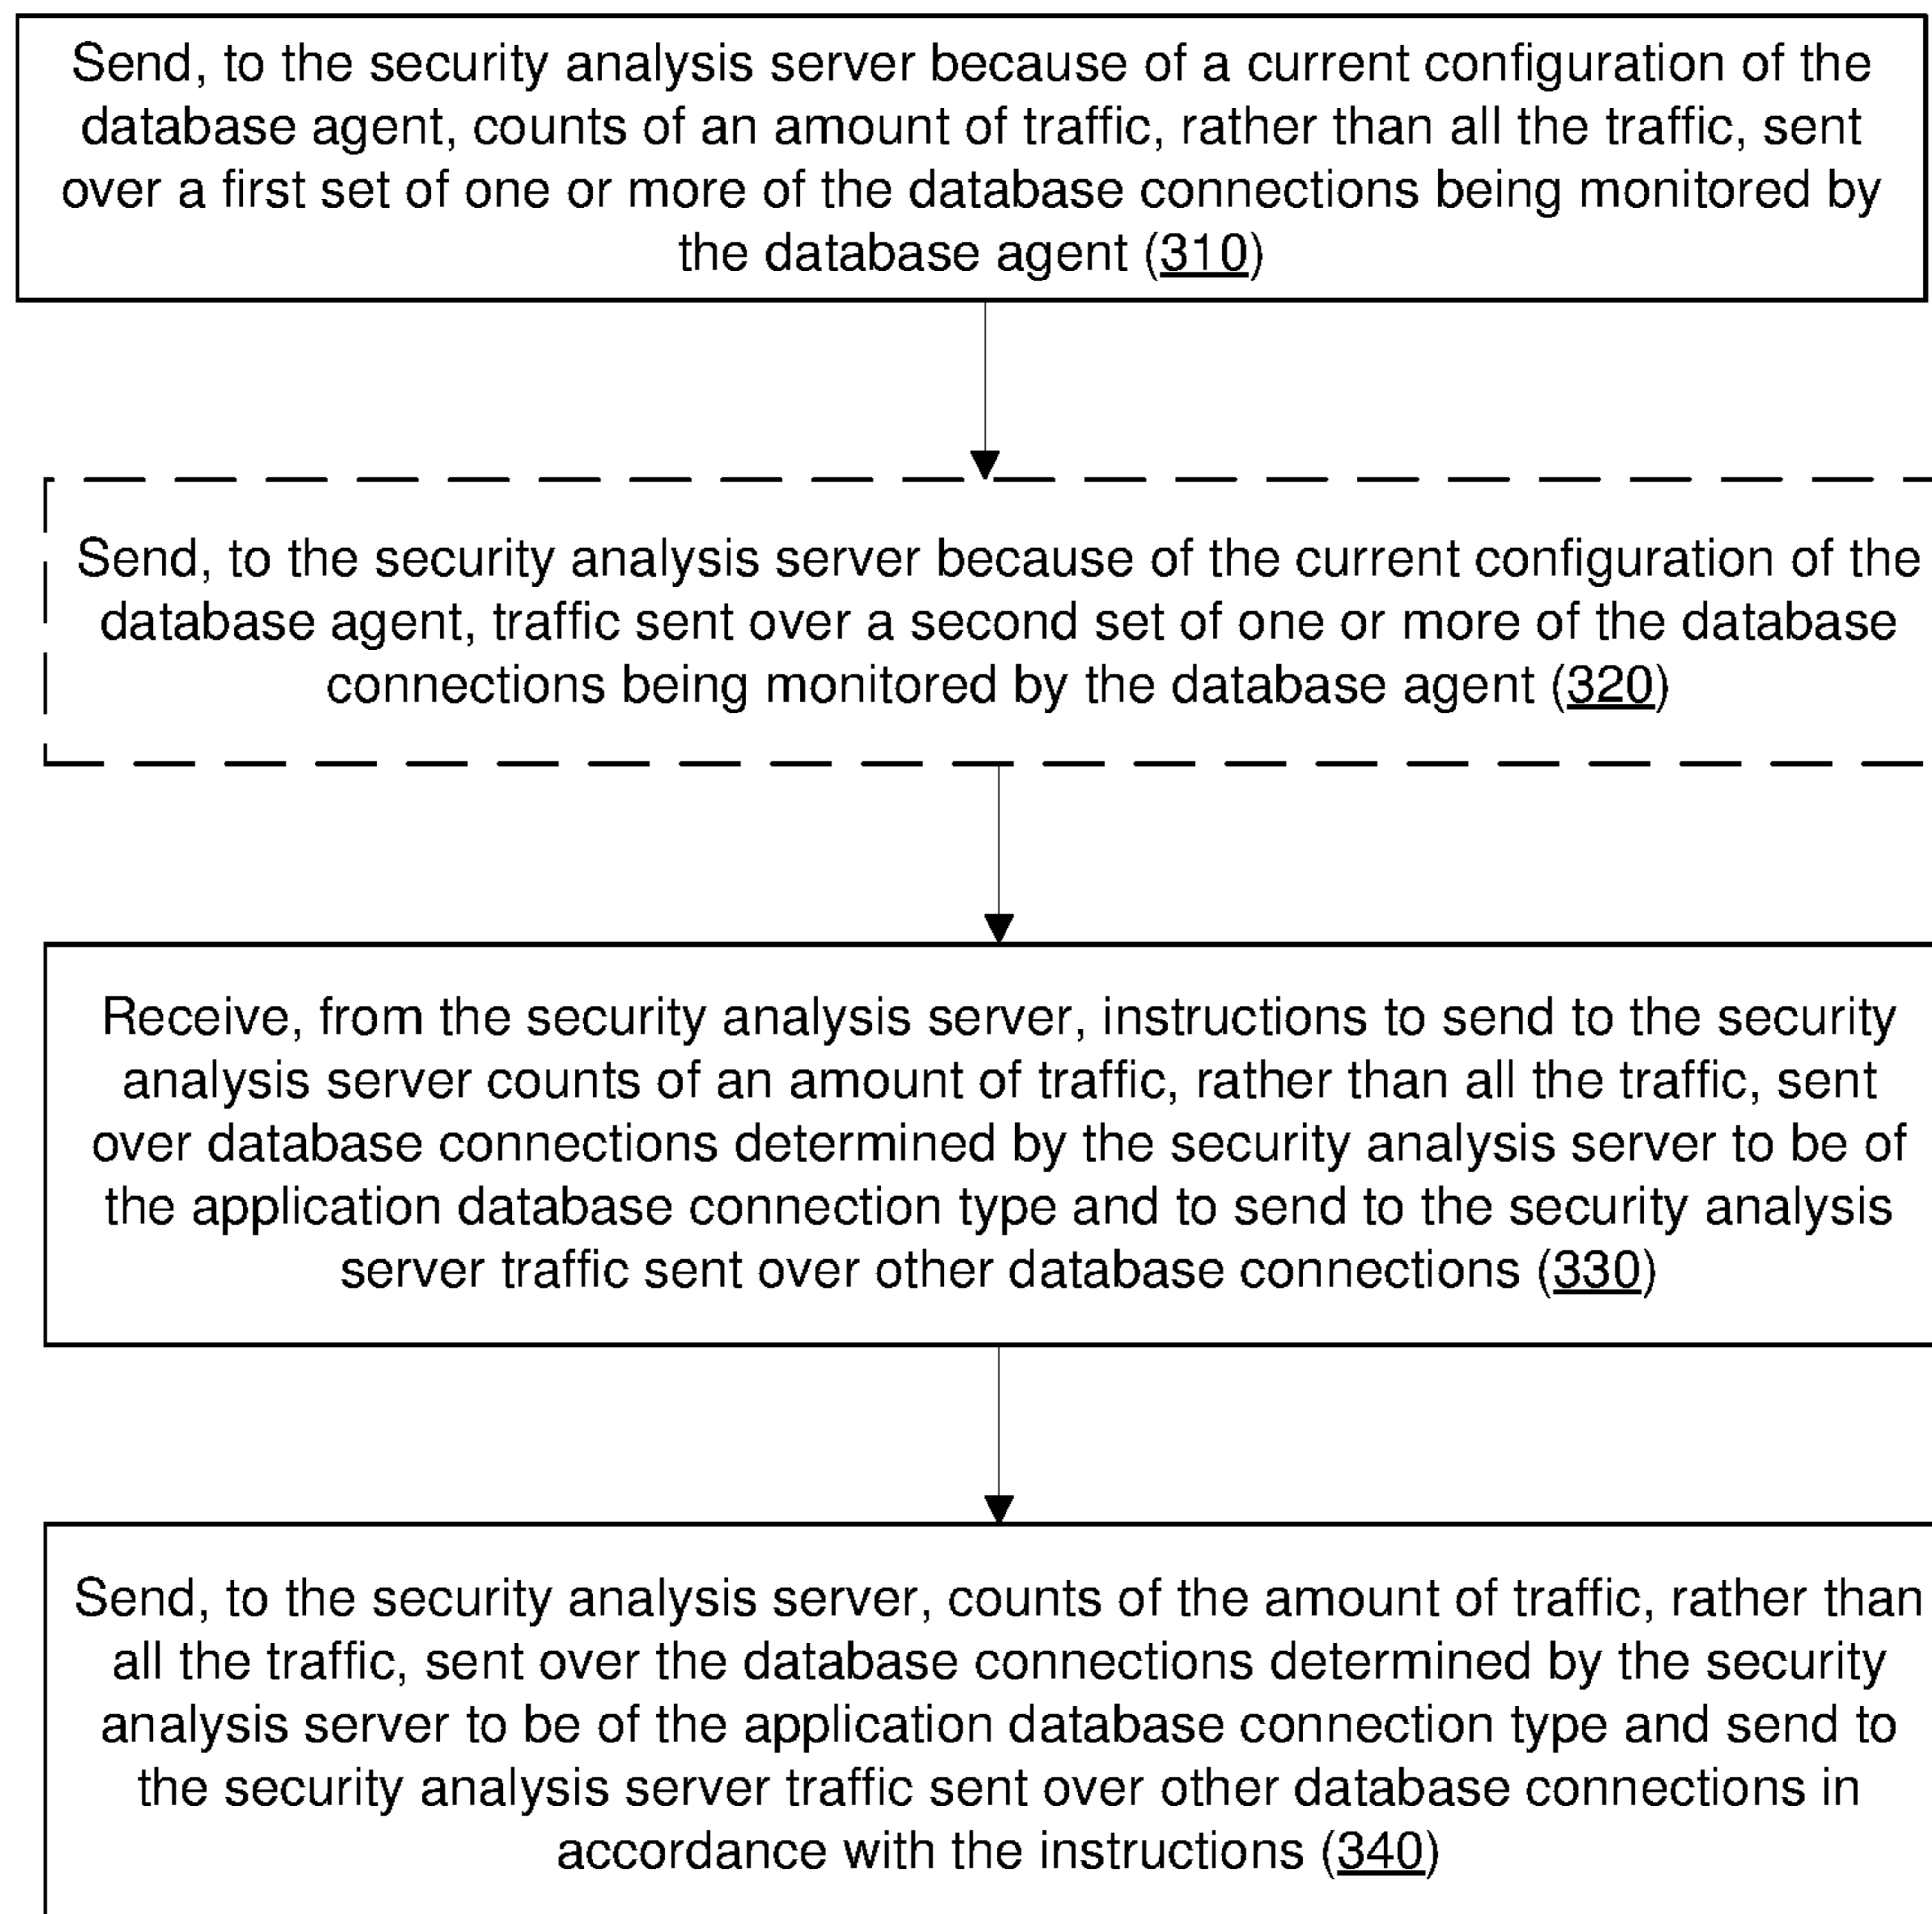 Send, to the security analysis server because of a current configuration of the
database agent, counts of an amount of traffic, rather than all the traffic, sent
over a first set of one or more of the database connections being monitored by
the database agent (310)
Send, to the security analysis server because of the current configuration of the
database agent, traffic sent over a second set of one or more of the database
connections being monitored by the database agent (320)
Receive, from the security analysis server, instructions to send to the security
analysis server counts of an amount of traffic, rather than all the traffic, sent
over database connections determined by the security analysis server to be of
the application database connection type and to send to the security analysis
server traffic sent over other database connections (330)
Send, to the security analysis server, counts of the amount of traffic, rather than
all the traffic, sent over the database connections determined by the security
analysis server to be of the application database connection type and send to
the security analysis server traffic sent over other database connections in
accordance with the instructions (340)